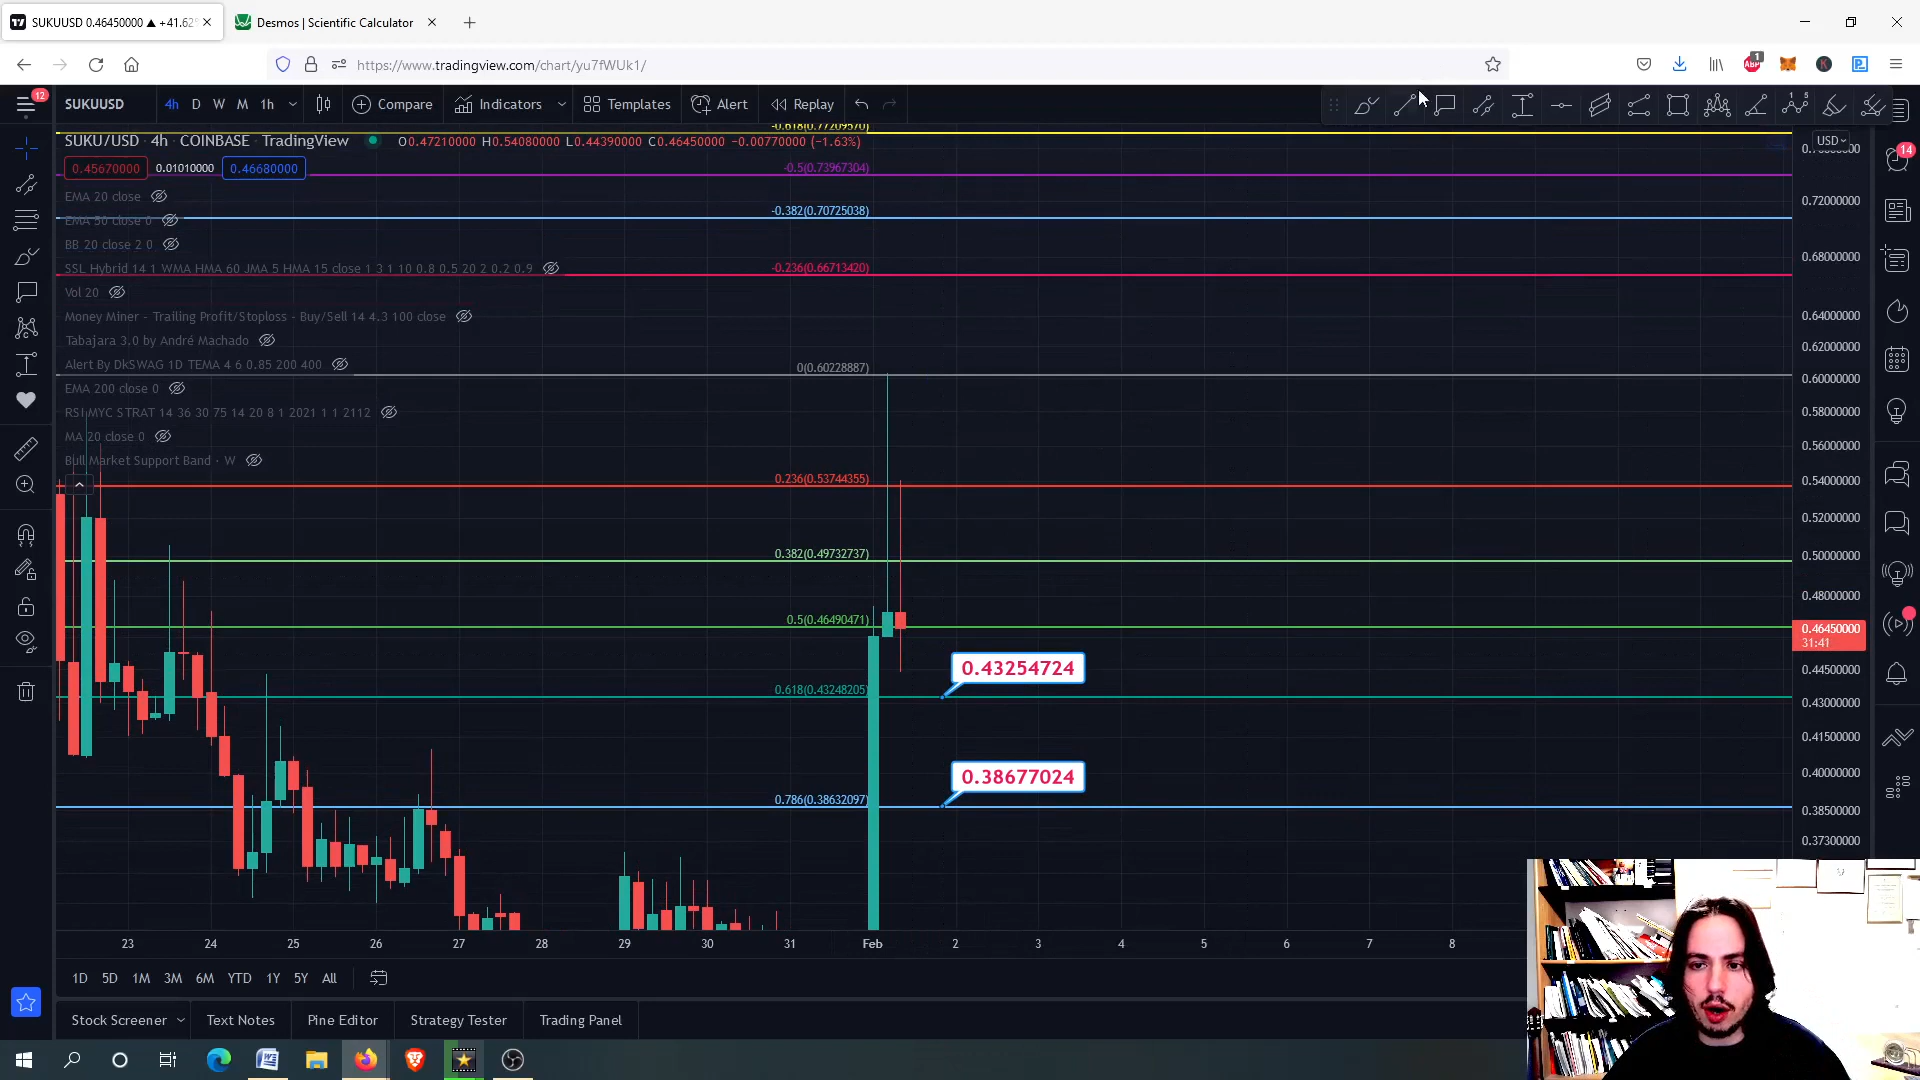 SUKUUSD 0.46450000 ▲ +41.62%
Desmos | Scientific Calculator
https://www.tradingview.com/chart/yu7fWUk1/
1
12
SUKUUSD 4h D W M 1h Compare Indicators Templates Alert Replay
SUKU/USD · 4h · COINBASE · TradingView O0.47210000 H0.54080000 L0.44390000 C0.46450000 −0.00770000 (−1.63%)
USD
14
0.45670000 0.01010000 0.46680000
EMA 20 close
EMA 50 close 0
BB 20 close 2 0
SSL Hybrid 14 1 WMA HMA 60 JMA 5 HMA 15 close 1 3 1 10 0.8 0.5 20 2 0.2 0.9
Vol 20
Money Miner - Trailing Profit/Stoploss - Buy/Sell 14 4.3 100 close
Tabajara 3.0 by André Machado
Alert By DkSWAG 1D TEMA 4 6 0.85 200 400
EMA 200 close 0
RSI MYC STRAT 14 36 30 75 14 20 8 1 2021 1 1 2112
MA 20 close 0
Bull Market Support Band · W
-0.618(0.77209570)
-0.5(0.73967304)
-0.382(0.70725038)
-0.236(0.66713420)
0(0.60228887)
0.236(0.53744355)
0.382(0.49732737)
0.5(0.46490471)
0.618(0.43248205)
0.786(0.38632097)
0.43254724
0.38677024
0.72000000
0.68000000
0.64000000
0.62000000
0.60000000
0.58000000
0.56000000
0.54000000
0.52000000
0.50000000
0.48000000
0.46450000
31:41
0.44500000
0.43000000
0.41500000
0.40000000
0.38500000
0.37300000
23 24 25 26 27 28 29 30 31 Feb 2 3 4 5 6 7 8
1D 5D 1M 3M 6M YTD 1Y 5Y All
Stock Screener Text Notes Pine Editor Strategy Tester Trading Panel